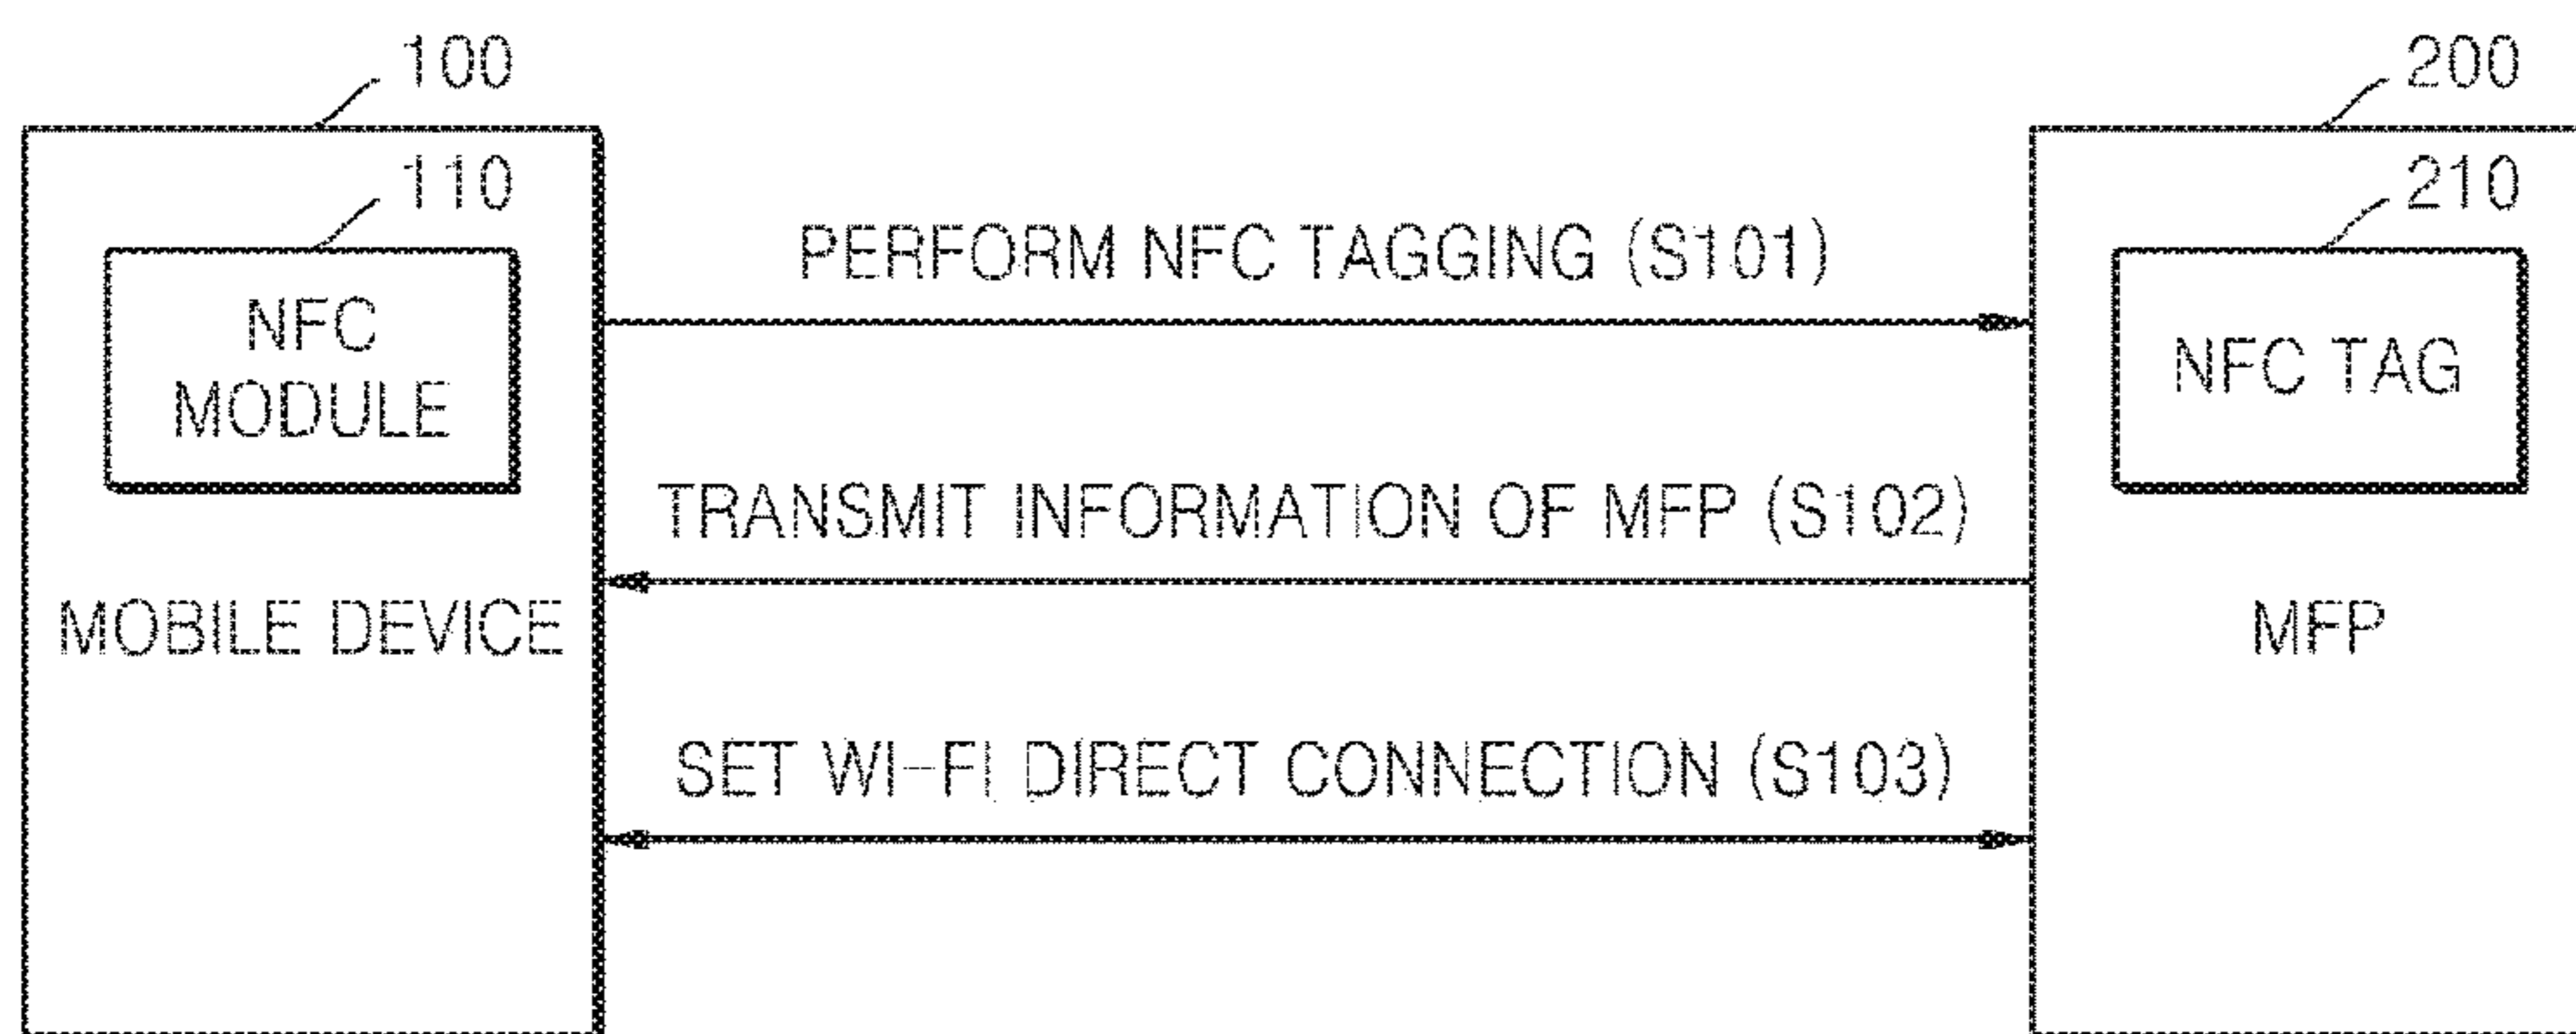 100
200
110
210
PERFORM NFC TAGGING (S101)
NFC
MODULE
NFC TAG
TRANSMIT INFORMATION OF MFP (S102)
MOBILE DEVICE
MFP
SET WI-FI DIRECT CONNECTION (S103)